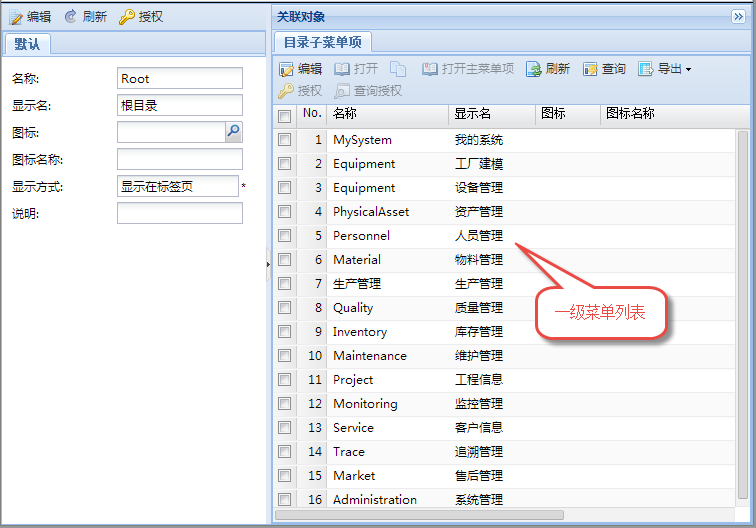 编辑 刷新 授权
默认
名称: Root
显示名: 根目录
图标:
图标名称:
显示方式: 显示在标签页 *
说明:
关联对象
目录子菜单项
编辑 打开 打开主菜单项 刷新 查询 导出
授权 查询授权
No. 名称 显示名 图标 图标名称
1 MySystem 我的系统
2 Equipment 工厂建模
3 Equipment 设备管理
4 PhysicalAsset 资产管理
5 Personnel 人员管理
6 Material 物料管理
7 生产管理 生产管理
8 Quality 质量管理
9 Inventory 库存管理
10 Maintenance 维护管理
11 Project 工程信息
12 Monitoring 监控管理
13 Service 客户信息
14 Trace 追溯管理
15 Market 售后管理
16 Administration 系统管理
一级菜单列表